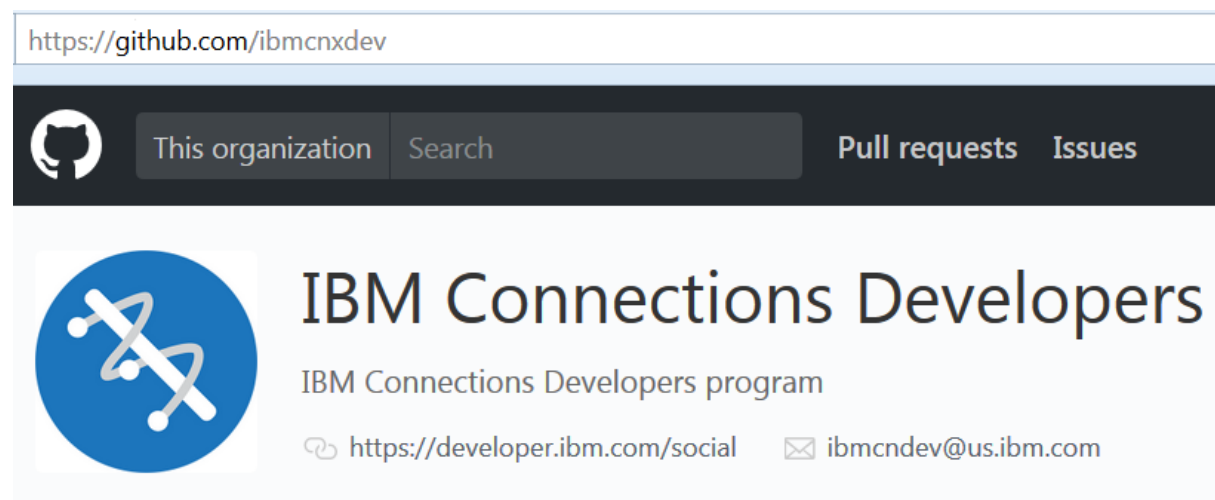 https://github.com/ibmcnxdev
This organization Search Pull requests Issues
IBM Connections Developers
IBM Connections Developers program
https://developer.ibm.com/social ibmcndev@us.ibm.com